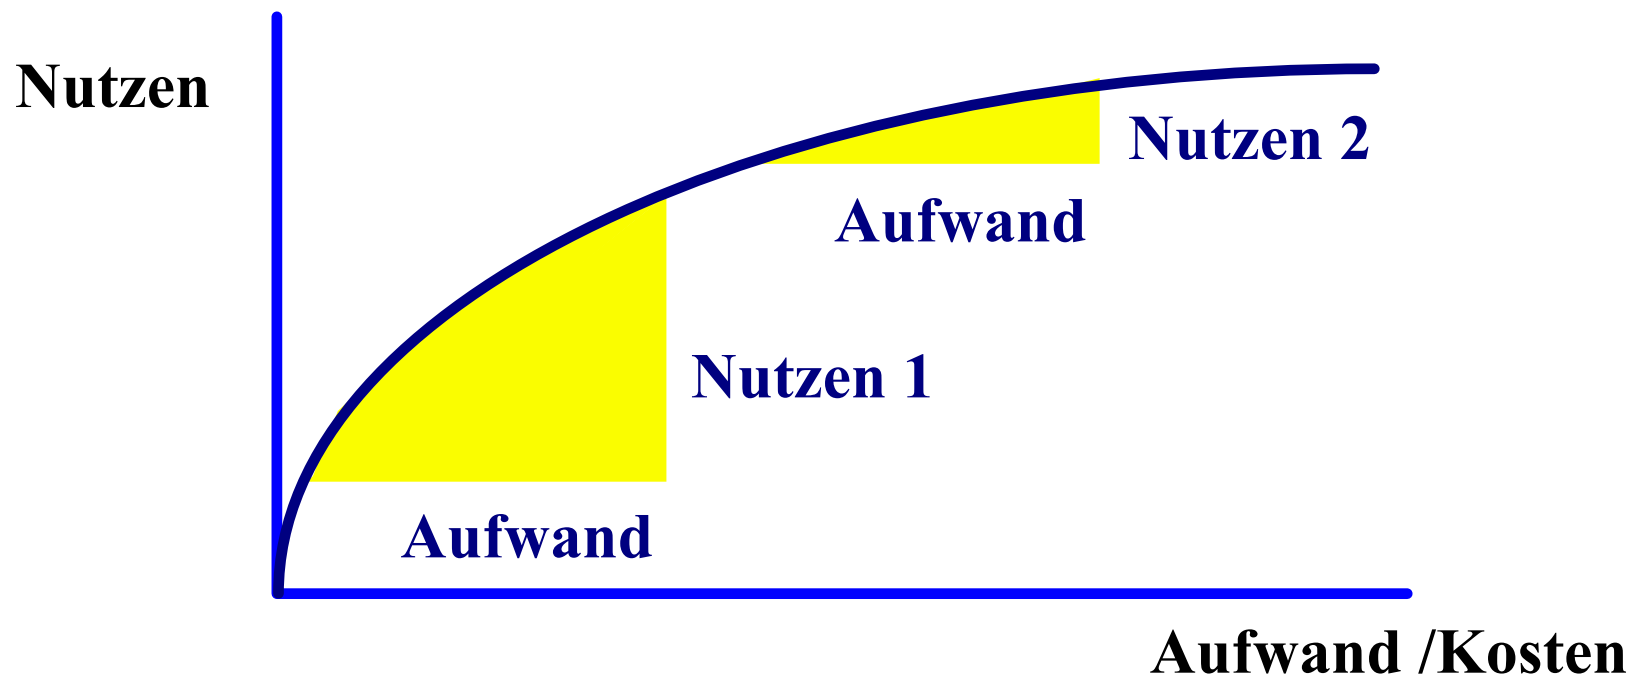 Nutzen
Nutzen 2
Aufwand
Nutzen 1
Aufwand
Aufwand /Kosten